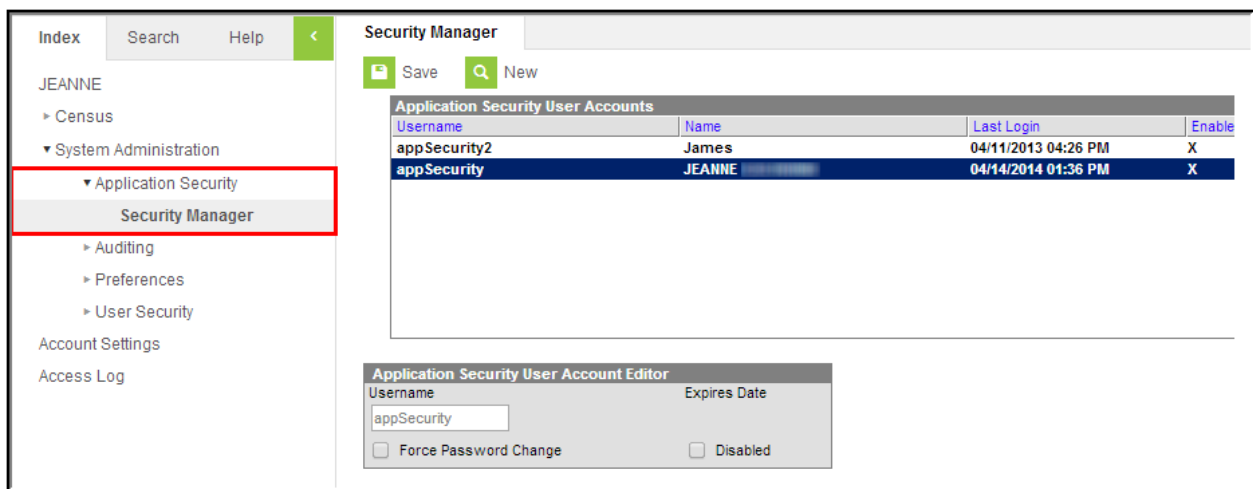 Index Search Help
JEANNE
Census
System Administration
Application Security
Security Manager
Auditing
Preferences
User Security
Account Settings
Access Log
Security Manager
Save New
Application Security User Accounts
Username Name Last Login Enable
appSecurity2 James 04/11/2013 04:26 PM X
appSecurity JEANNE 04/14/2014 01:36 PM X
Application Security User Account Editor
Username Expires Date
appSecurity
Force Password Change Disabled